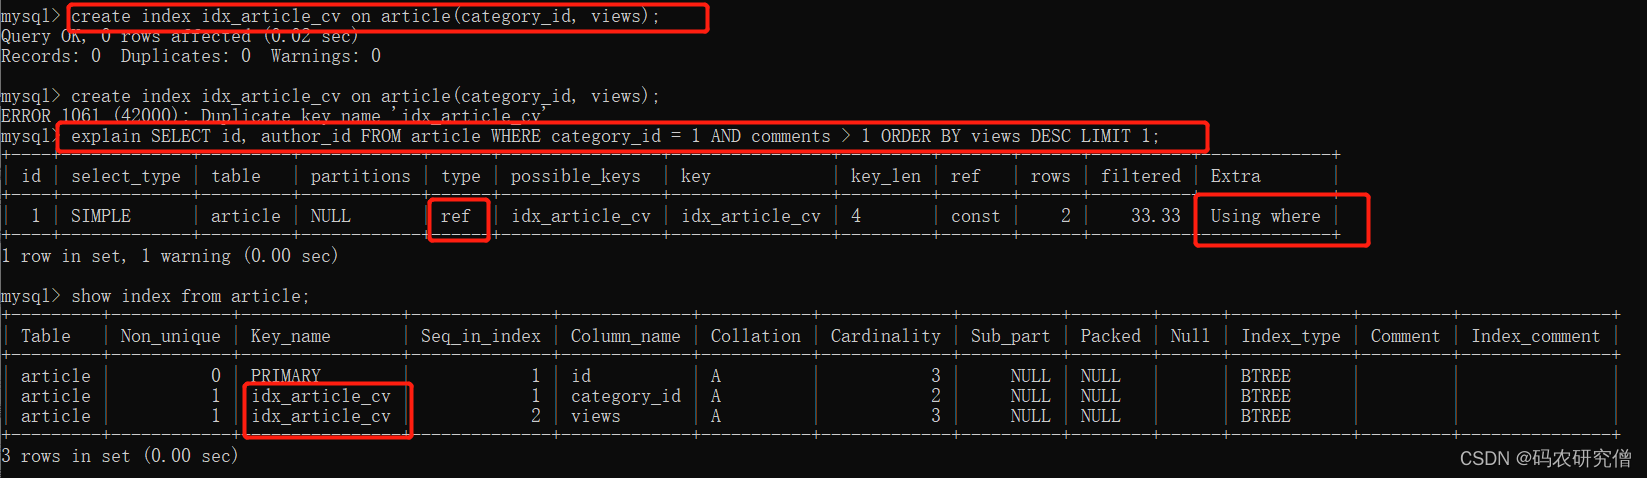 mysql> create index idx_article_cv on article(category_id, views);
Query OK, 0 rows affected (0.02 sec)
Records: 0  Duplicates: 0  Warnings: 0
mysql> create index idx_article_cv on article(category_id, views);
ERROR 1061 (42000): Duplicate key name 'idx_article_cv'
mysql> explain SELECT id, author_id FROM article WHERE category_id = 1 AND comments > 1 ORDER BY views DESC LIMIT 1;
| id | select_type | table | partitions | type | possible_keys | key | key_len | ref | rows | filtered | Extra |
| 1 | SIMPLE | article | NULL | ref | idx_article_cv | idx_article_cv | 4 | const | 2 | 33.33 | Using where |
1 row in set, 1 warning (0.00 sec)
mysql> show index from article;
| Table | Non_unique | Key_name | Seq_in_index | Column_name | Collation | Cardinality | Sub_part | Packed | Null | Index_type | Comment | Index_comment |
| article | 0 | PRIMARY | 1 | id | A | 3 | NULL | NULL | | BTREE | | |
| article | 1 | idx_article_cv | 1 | category_id | A | 2 | NULL | NULL | | BTREE | | |
| article | 1 | idx_article_cv | 2 | views | A | 3 | NULL | NULL | | BTREE | | |
3 rows in set (0.00 sec)
CSDN @码农研究僧